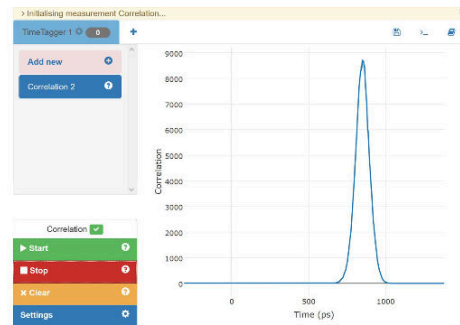 > Initialising measurement Correlation...
TimeTagger 1 0
+
>_
Add new
Correlation 2
Correlation
Start
Stop
× Clear
Settings
9000
8000
7000
6000
5000
4000
3000
2000
1000
0
Correlation
0 500 1000
Time (ps)